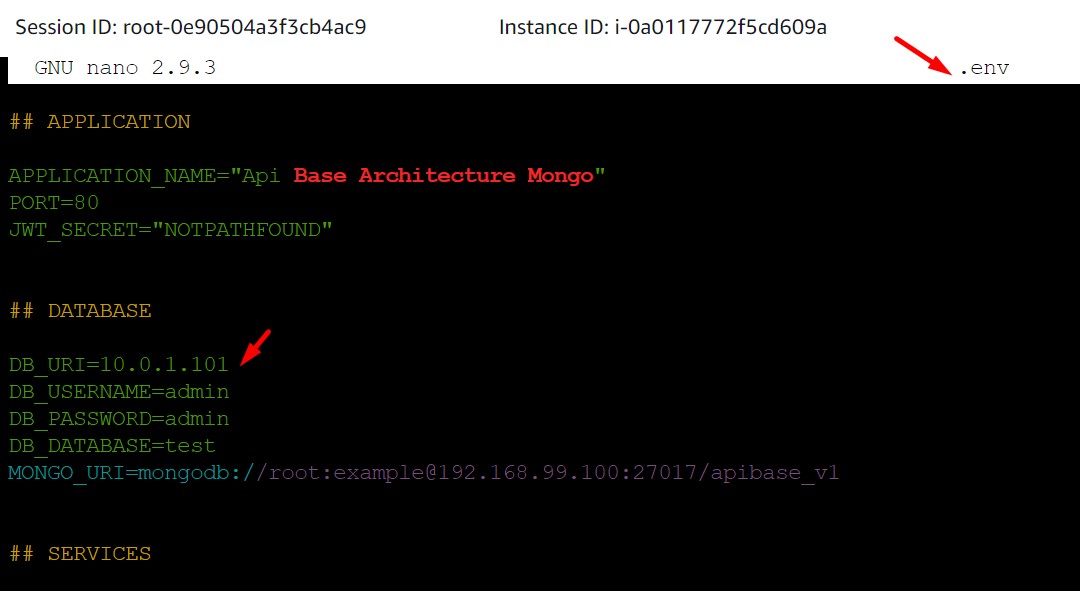 Session ID: root-0e90504a3f3cb4ac9 Instance ID: i-0a0117772f5cd609a
GNU nano 2.9.3 .env
## APPLICATION
APPLICATION_NAME="Api Base Architecture Mongo"
PORT=80
JWT_SECRET="NOTPATHFOUND"
## DATABASE
DB_URI=10.0.1.101
DB_USERNAME=admin
DB_PASSWORD=admin
DB_DATABASE=test
MONGO_URI=mongodb://root:example@192.168.99.100:27017/apibase_v1
## SERVICES